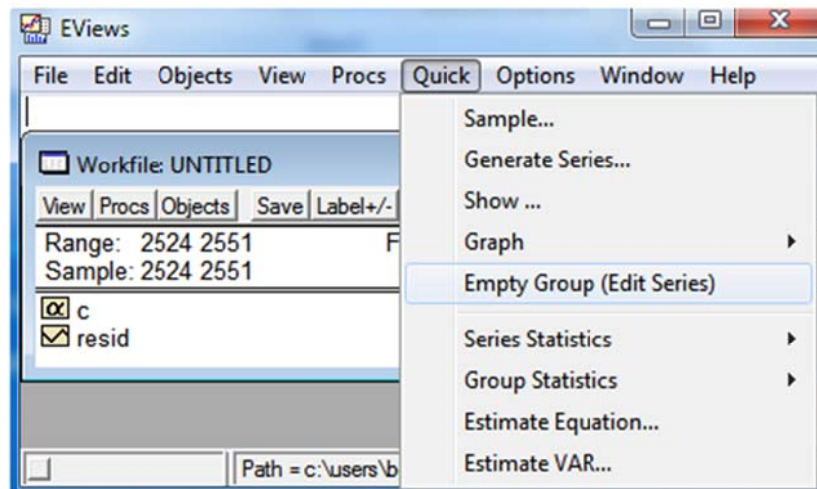 EViews
File Edit Objects View Procs Quick Options Window Help
Sample...
Generate Series...
Show ...
Graph
Empty Group (Edit Series)
Series Statistics
Group Statistics
Estimate Equation...
Estimate VAR...
Workfile: UNTITLED
View Procs Objects Save Label+/-
Range: 2524 2551 F
Sample: 2524 2551
α c
resid
Path = c:\users\b